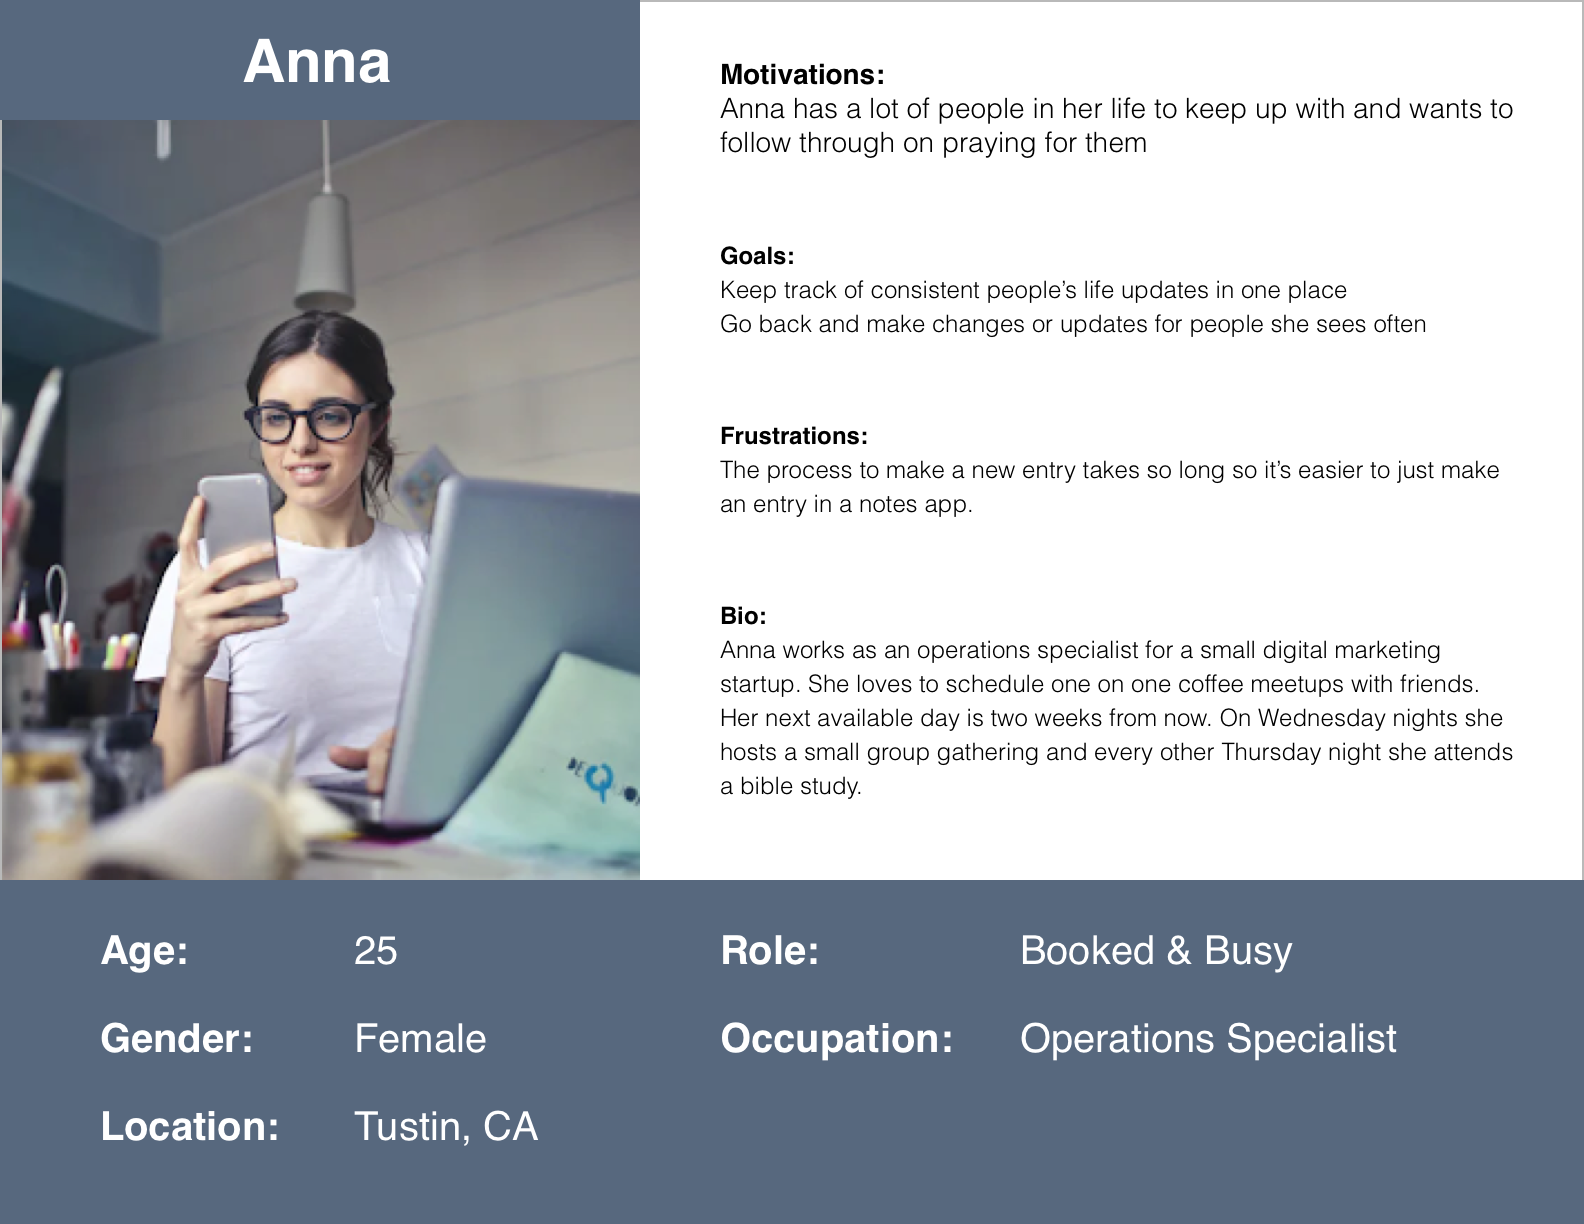 Anna
Motivations:
Anna has a lot of people in her life to keep up with and wants to
follow through on praying for them
Goals:
Keep track of consistent people’s life updates in one place
Go back and make changes or updates for people she sees often
Frustrations:
The process to make a new entry takes so long so it’s easier to just make
an entry in a notes app.
Bio:
Anna works as an operations specialist for a small digital marketing
startup. She loves to schedule one on one coffee meetups with friends.
Her next available day is two weeks from now. On Wednesday nights she
hosts a small group gathering and every other Thursday night she attends
a bible study.
Age: 25
Gender: Female
Location: Tustin, CA
Role: Booked & Busy
Occupation: Operations Specialist